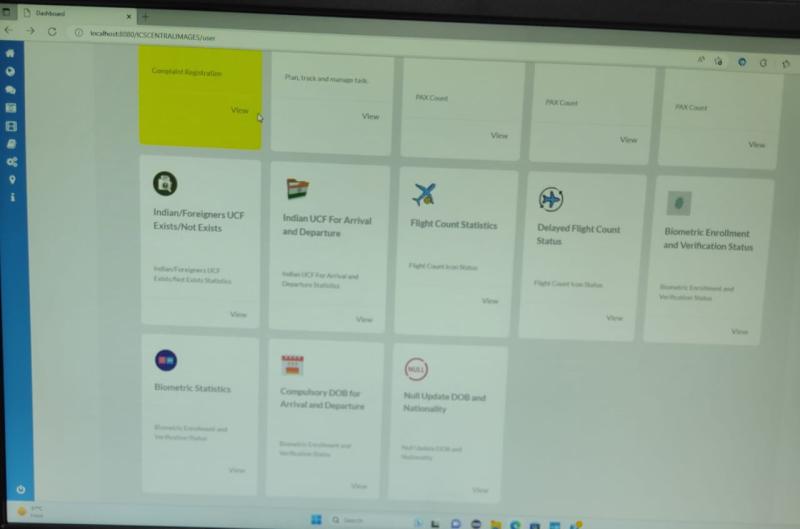 Dashboard
localhost:8080/ICSCENTRALIMAGES/user
Complaint Registration
View
Plan, track and manage task.
View
PAX Count
View
PAX Count
View
PAX Count
View
Indian/Foreigners UCF
Exists/Not Exists
Indian/Foreigners UCF
Exists/Not Exists Statistics
View
Indian UCF For Arrival
and Departure
Indian UCF For Arrival and
Departure Statistics
View
Flight Count Statistics
Flight Count Icon Status
View
Delayed Flight Count
Status
Flight Count Icon Status
View
Biometric Enrollment
and Verification Status
Biometric Enrollment and
Verification Status
View
Biometric Statistics
Biometric Enrollment and
Verification Status
View
Compulsory DOB for
Arrival and Departure
Biometric Enrollment and
Verification Status
View
NULL
Null Update DOB and
Nationality
Null Update DOB and
Nationality
View
Search